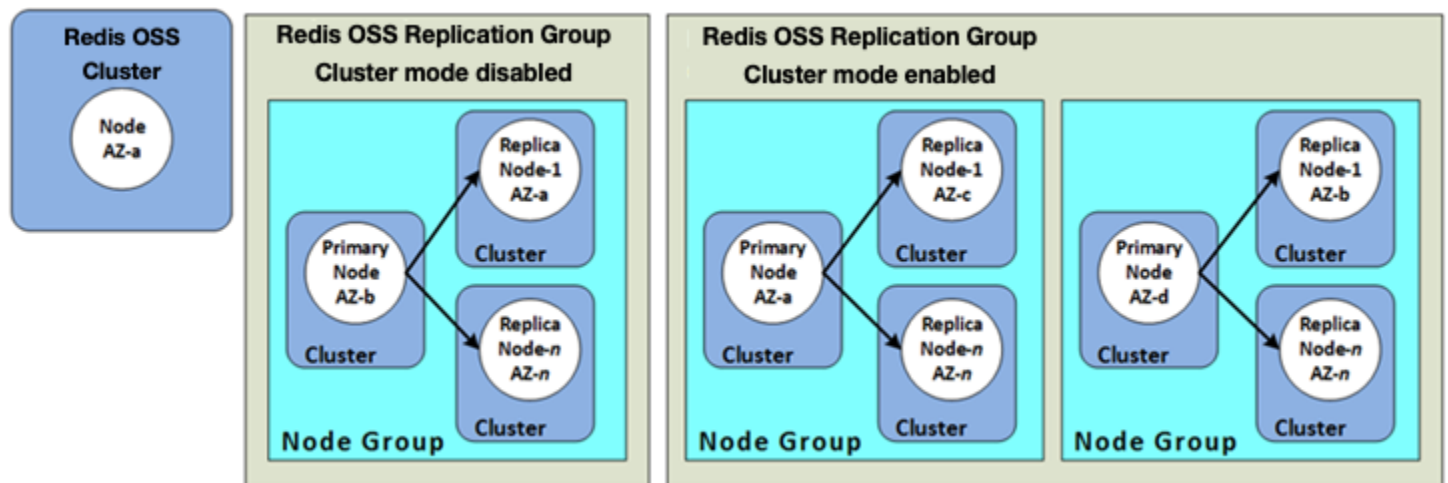 Redis OSS
Cluster
Node
AZ-a
Redis OSS Replication Group
Cluster mode disabled
Primary
Node
AZ-b
Cluster
Replica
Node-1
AZ-a
Cluster
Replica
Node-n
AZ-n
Cluster
Node Group
Redis OSS Replication Group
Cluster mode enabled
Primary
Node
AZ-a
Cluster
Replica
Node-1
AZ-c
Cluster
Replica
Node-n
AZ-n
Cluster
Node Group
Primary
Node
AZ-d
Cluster
Replica
Node-1
AZ-b
Cluster
Replica
Node-n
AZ-n
Cluster
Node Group